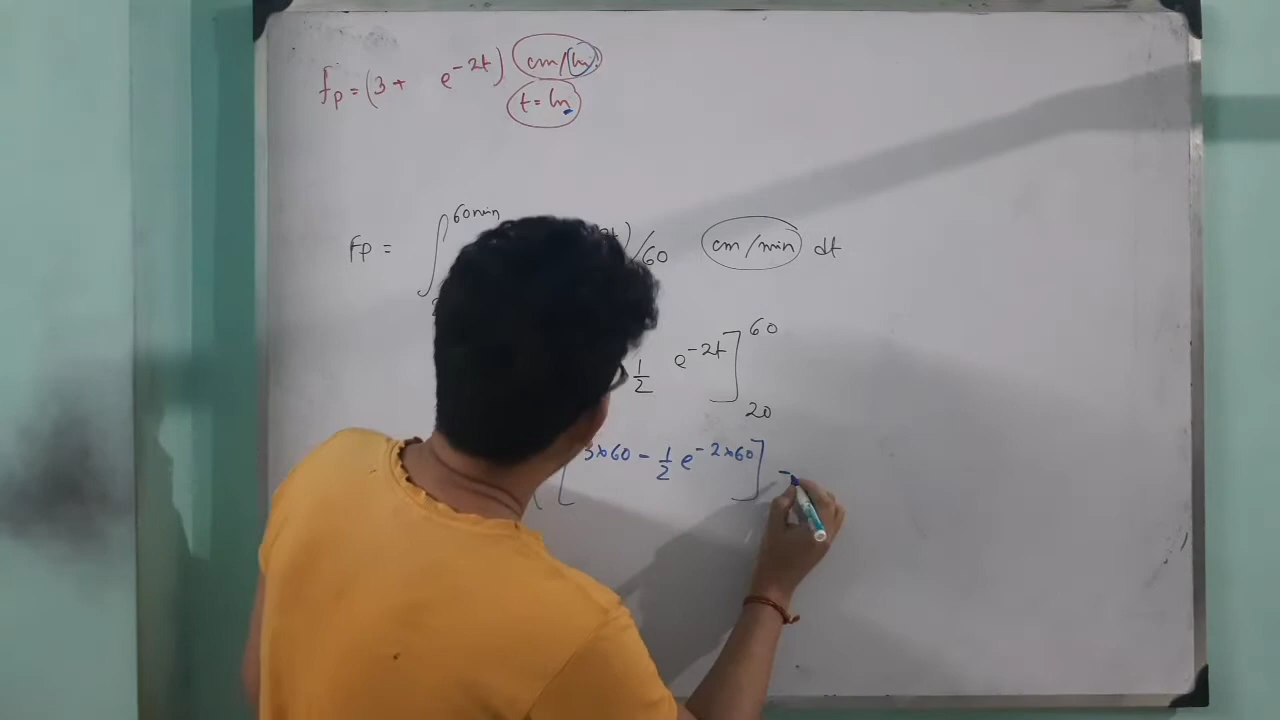 fp = (3 + e^{-2t}) cm/hr
t = hr
Fp = ∫^{60min} )/60 cm/min dt
1/2 e^{-2t}]_{20}^{60}
[3×60 - 1/2 e^{-2×60}] -